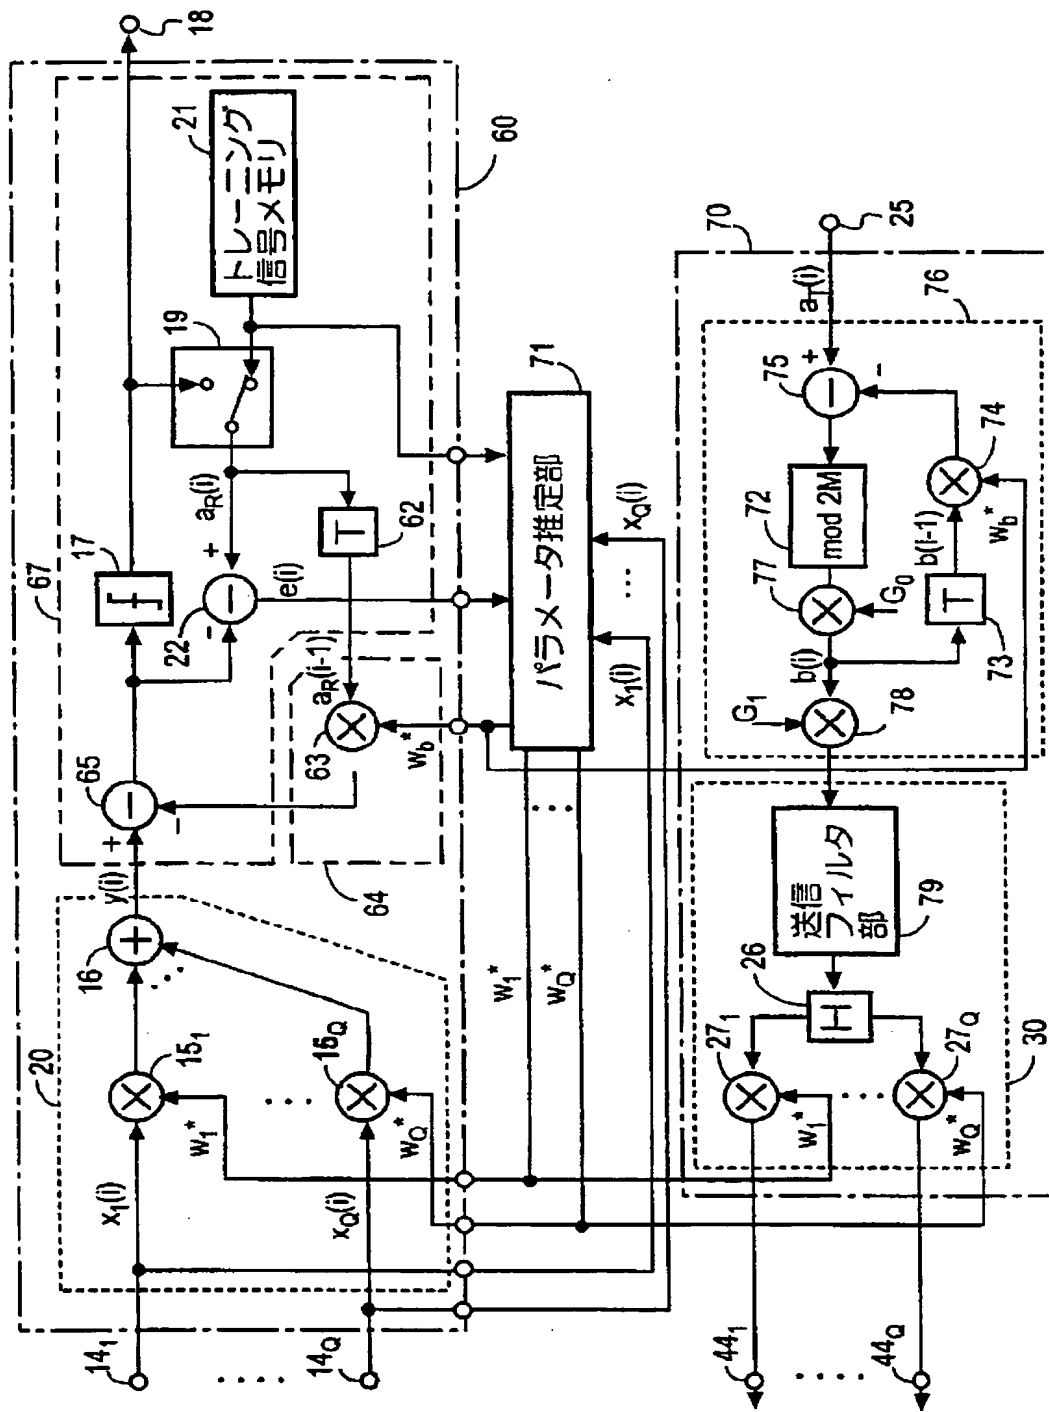 14₁
x₁(i)
20
15₁
w₁*
16
y(i)
65
+
−
67
17
18
14Q
xQ(i)
15Q
wQ*
64
63
wb*
aR(i-1)
22
−
+
aR(i)
e(i)
T
62
19
トレーニング
信号メモリ
21
60
w₁*
wQ*
パラメータ推定部
71
x₁(i)
xQ(i)
44₁
44Q
27₁
w₁*
27Q
wQ*
26
H
30
送信
フィルタ
部
79
G₁
78
b(i)
77
G₀
72
mod 2M
75
+
−
aT(i)
25
70
76
T
73
b(i-1)
74
wb*